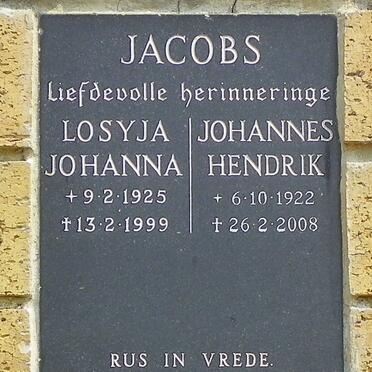 JACOBS
Liefdevolle herinneringe
LOSYJA
JOHANNA
+9·2·1925
†13·2·1999
JOHANNES
HENDRIK
+ 6·10·1922
†26·2·2008
RUS IN VREDE.